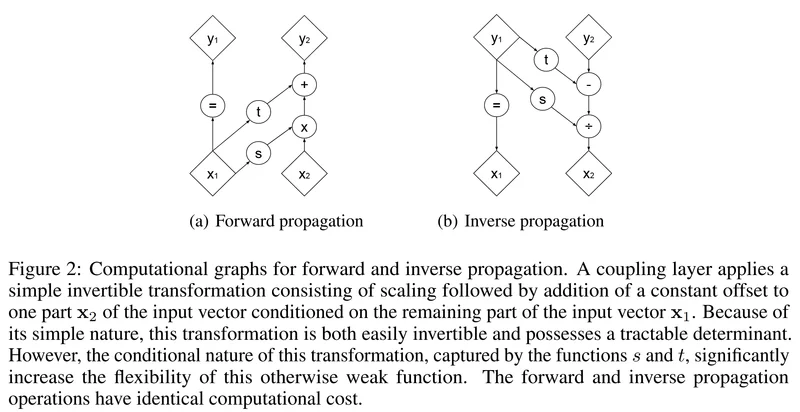 y1 y2 y1 y2
t
+ -
= t = s
x ÷
s
x1 x2 x1 x2
(a) Forward propagation (b) Inverse propagation
Figure 2: Computational graphs for forward and inverse propagation. A coupling layer applies a
simple invertible transformation consisting of scaling followed by addition of a constant offset to
one part x2 of the input vector conditioned on the remaining part of the input vector x1. Because of
its simple nature, this transformation is both easily invertible and possesses a tractable determinant.
However, the conditional nature of this transformation, captured by the functions s and t, significantly
increase the flexibility of this otherwise weak function. The forward and inverse propagation
operations have identical computational cost.